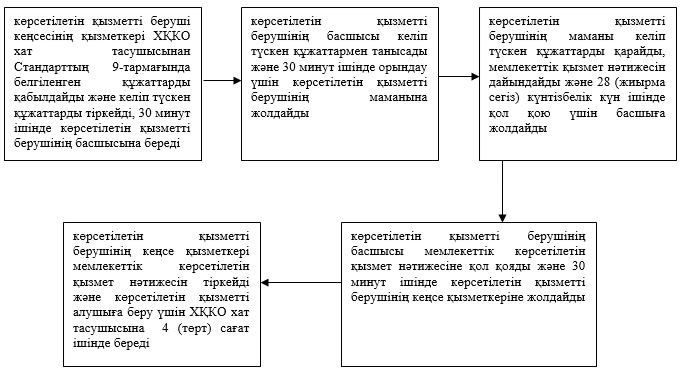 көрсетілетін қызметті беруші
кеңсесінің қызметкері ХҚКО
хат тасушысынан
Стандарттың 9-тармағында
белгіленген құжаттарды
қабылдайды және келіп түскен
құжаттарды тіркейді, 30 минут
ішінде көрсетілетін қызметті
берушінің басшысына береді
көрсетілетін қызметті
берушінің басшысы келіп
түскен құжаттармен танысады
және 30 минут ішінде орындау
үшін көрсетілетін қызметті
берушінің маманына
жолдайды
көрсетілетін қызметті
берушінің маманы келіп
түскен құжаттарды қарайды,
мемлекеттік қызмет нәтижесін
дайындайды және 28 (жиырма
сегіз) күнтізбелік күн ішінде
қол қою үшін басшыға
жолдайды
көрсетілетін қызметті берушінің
басшысы мемлекеттік көрсетілетін
қызмет нәтижесіне қол қояды және 30
минут ішінде көрсетілетін қызметті
берушінің кеңсе қызметкеріне жолдайды
көрсетілетін қызметті
берушінің кеңсе қызметкері
мемлекеттік көрсетілетін
қызмет нәтижесін тіркейді
және көрсетілетін қызметті
алушыға беру үшін ХҚКО хат
тасушысына 4 (төрт) сағат
ішінде береді